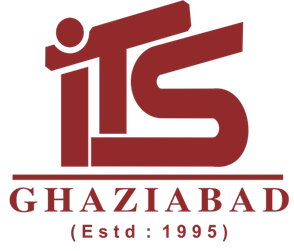 iTS
GHAZIABAD
(Estd : 1995)